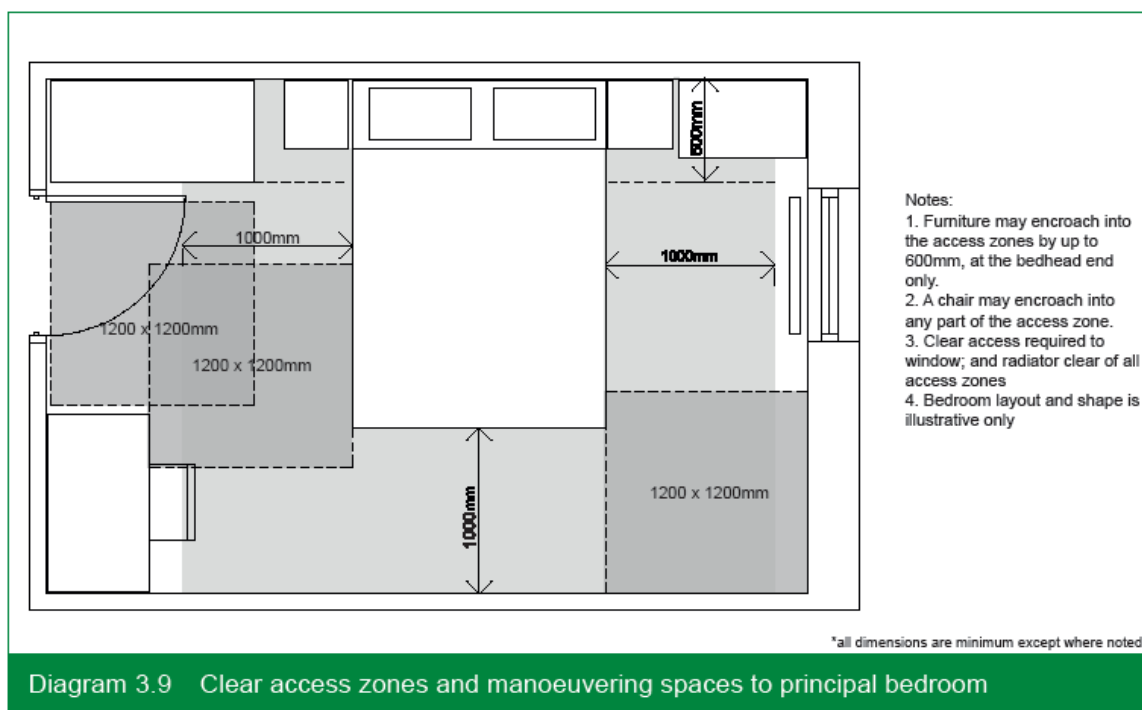 600mm
1000mm
1000mm
1200 x 1200mm
1200 x 1200mm
1200 x 1200mm
1000mm
Notes:
1. Furniture may encroach into
the access zones by up to
600mm, at the bedhead end
only.
2. A chair may encroach into
any part of the access zone.
3. Clear access required to
window; and radiator clear of all
access zones
4. Bedroom layout and shape is
illustrative only
*all dimensions are minimum except where noted
Diagram 3.9 Clear access zones and manoeuvering spaces to principal bedroom